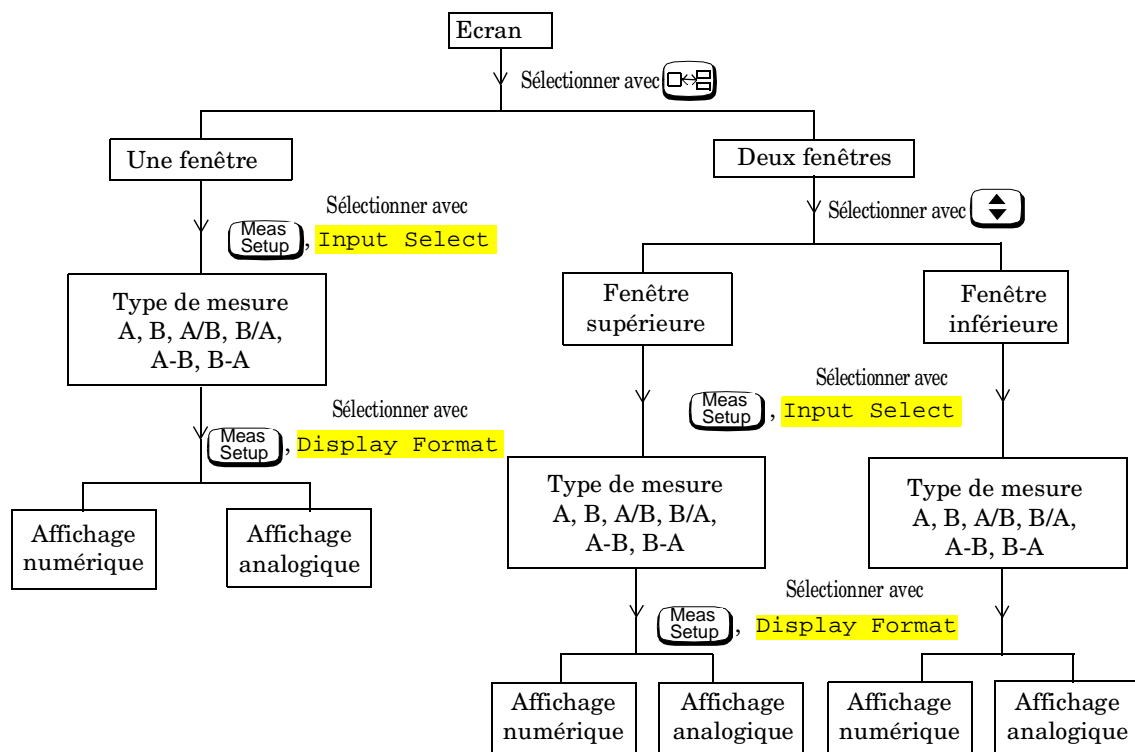 Ecran
Sélectionner avec
Une fenêtre
Deux fenêtres
Sélectionner avec
Meas
Setup
, Input Select
Sélectionner avec
Type de mesure
A, B, A/B, B/A,
A-B, B-A
Fenêtre
supérieure
Fenêtre
inférieure
Sélectionner avec
Meas
Setup
, Display Format
Sélectionner avec
Meas
Setup
, Input Select
Affichage
numérique
Affichage
analogique
Type de mesure
A, B, A/B, B/A,
A-B, B-A
Type de mesure
A, B, A/B, B/A,
A-B, B-A
Sélectionner avec
Meas
Setup
, Display Format
Affichage
numérique
Affichage
analogique
Affichage
numérique
Affichage
analogique